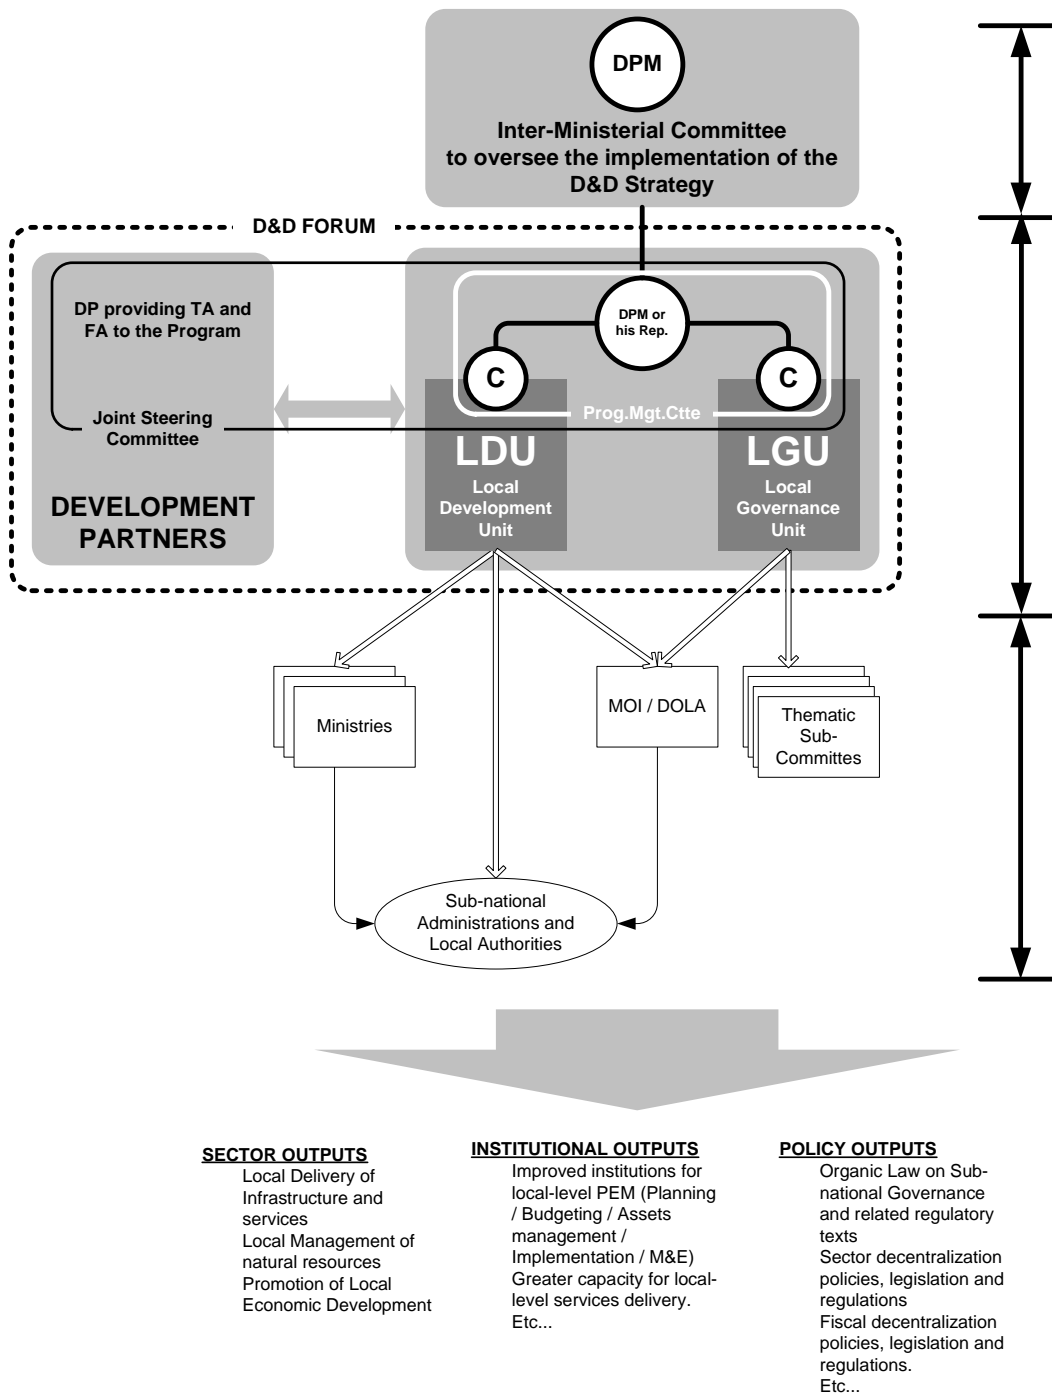 DPM
Inter-Ministerial Committee
to oversee the implementation of the
D&D Strategy
D&D FORUM
DP providing TA and
FA to the Program
DPM or
his Rep.
C
C
Prog.Mgt.Ctte
Joint Steering
Committee
LDU
Local
Development
Unit
LGU
Local
Governance
Unit
DEVELOPMENT
PARTNERS
Ministries
MOI / DOLA
Thematic
Sub-
Committes
Sub-national
Administrations and
Local Authorities
SECTOR OUTPUTS
Local Delivery of
Infrastructure and
services
Local Management of
natural resources
Promotion of Local
Economic Development
INSTITUTIONAL OUTPUTS
Improved institutions for
local-level PEM (Planning
/ Budgeting / Assets
management /
Implementation / M&E)
Greater capacity for local-
level services delivery.
Etc...
POLICY OUTPUTS
Organic Law on Sub-
national Governance
and related regulatory
texts
Sector decentralization
policies, legislation and
regulations
Fiscal decentralization
policies, legislation and
regulations.
Etc...